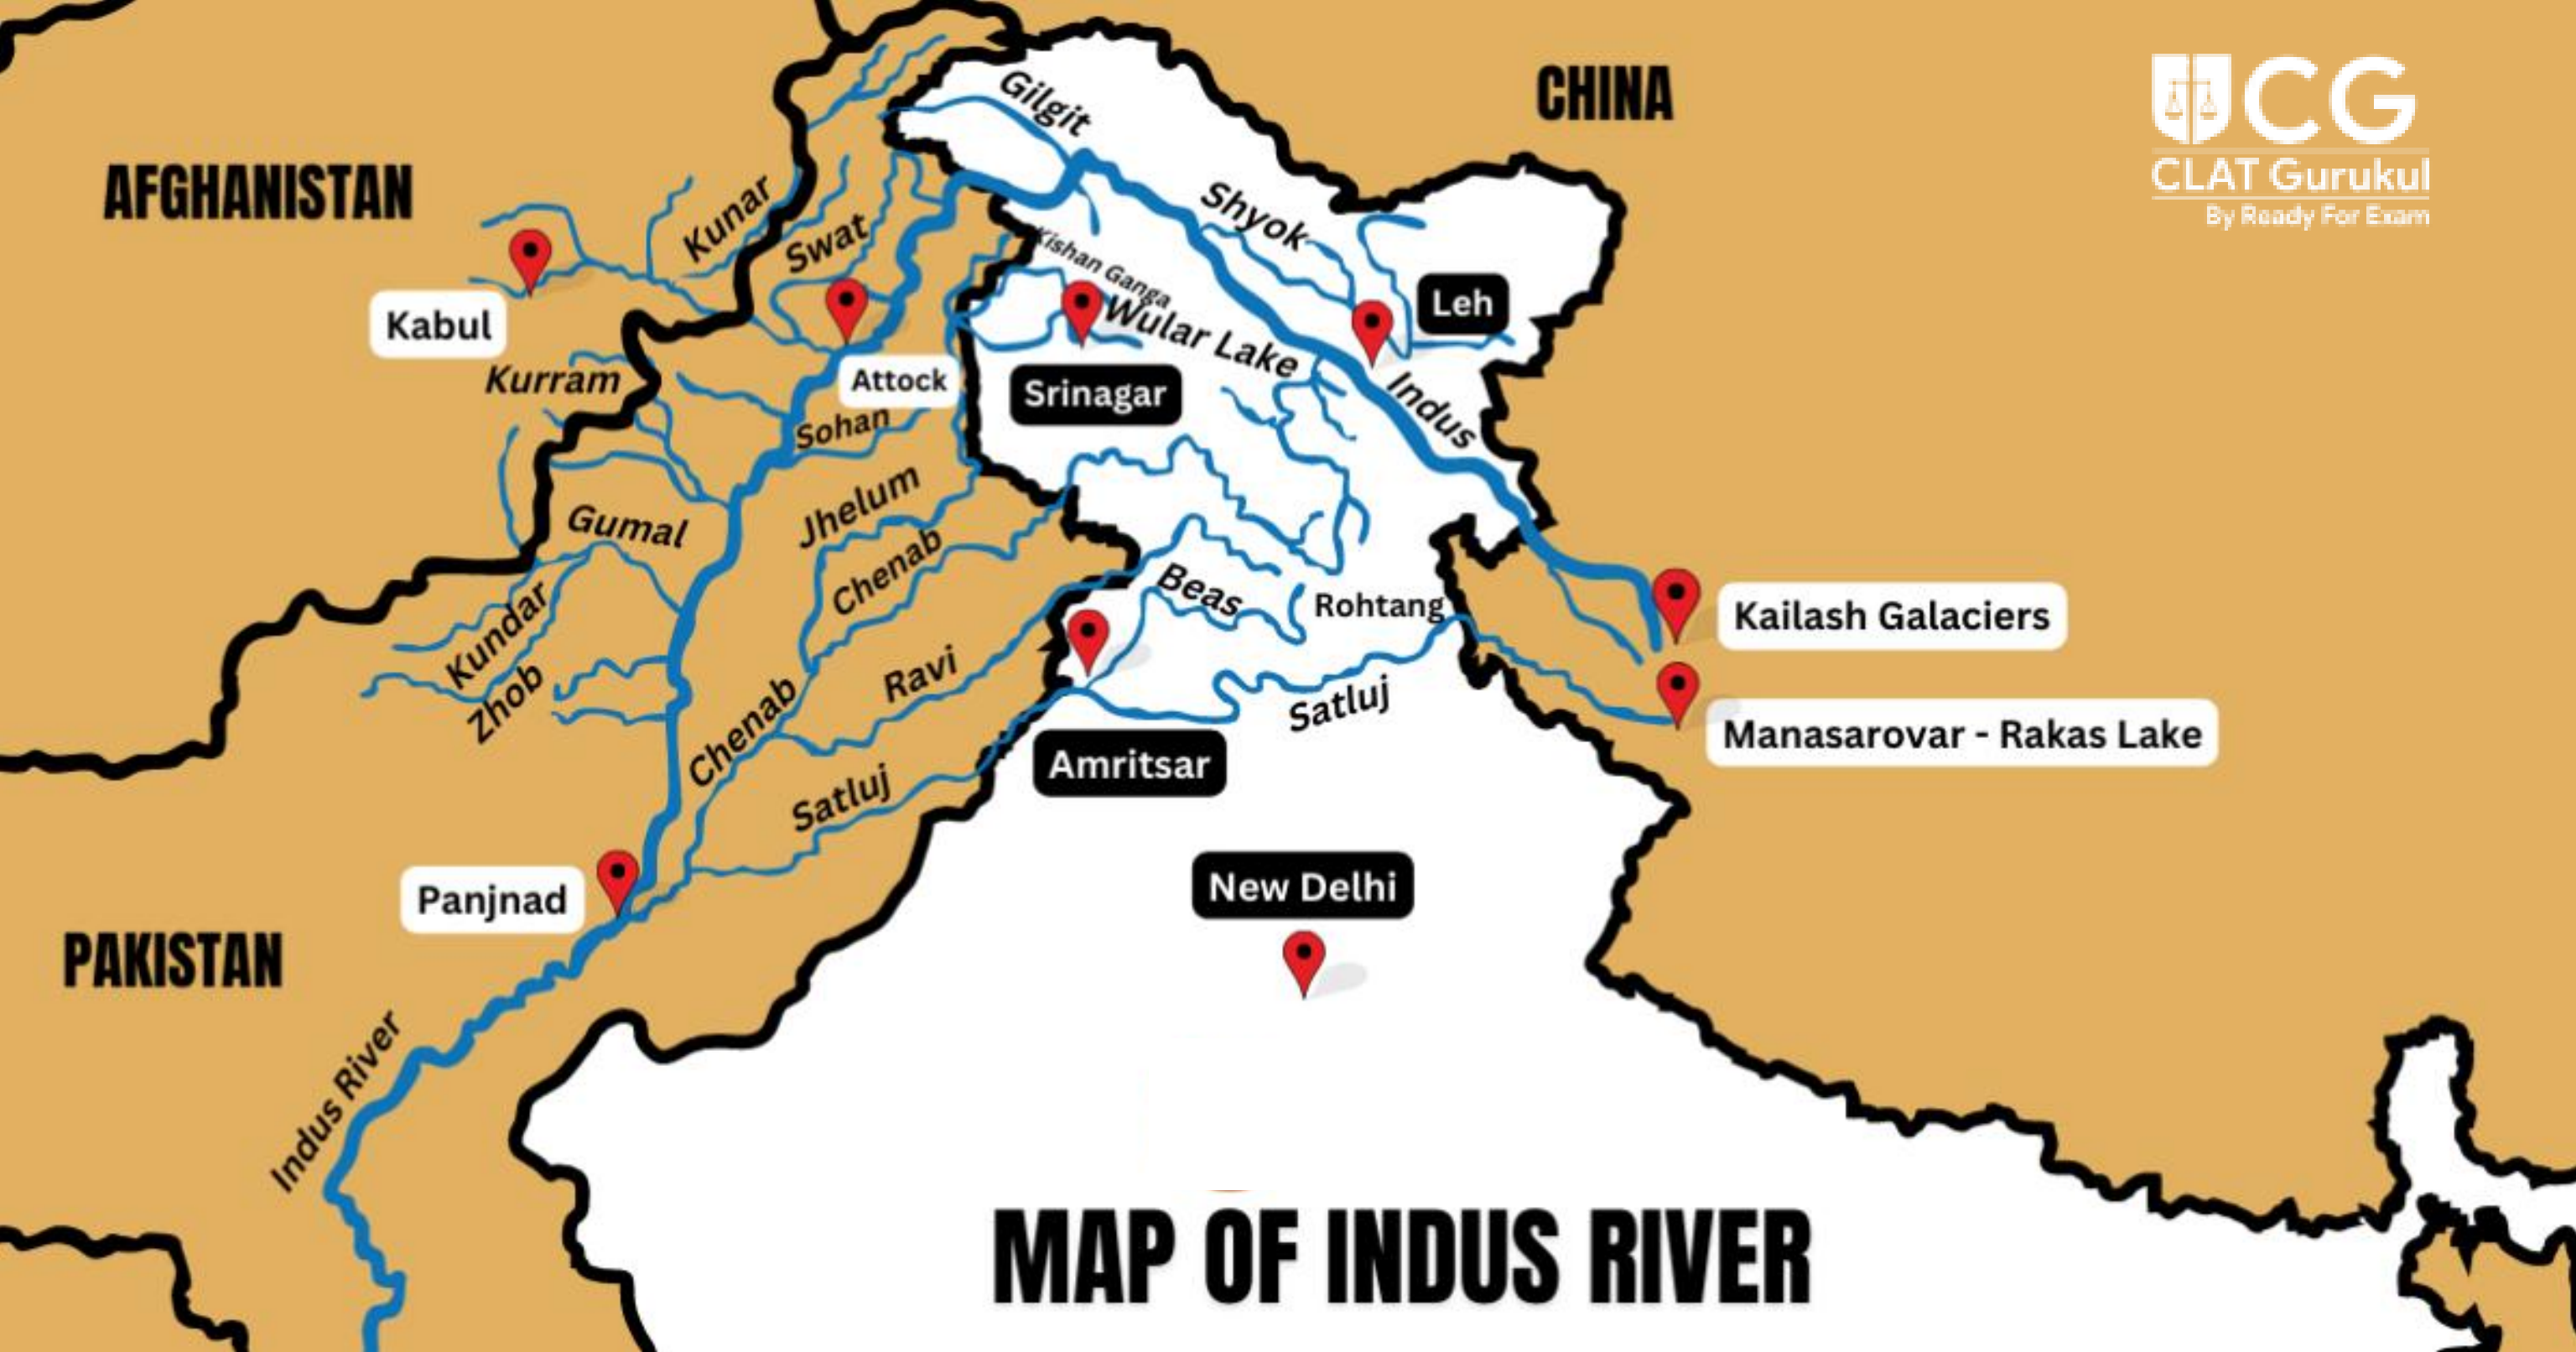 CHINA
CG
CLAT Gurukul
By Ready For Exam
AFGHANISTAN
Gilgit
Kunar
Swat
Shyok
Kishan Ganga
Kabul
Leh
Wular Lake
Kurram
Attock
Srinagar
Indus
Sohan
Jhelum
Gumal
Chenab
Beas
Rohtang
Kailash Galaciers
Kundar
Zhob
Ravi
Satluj
Chenab
Manasarovar - Rakas Lake
Amritsar
Satluj
New Delhi
Panjnad
PAKISTAN
Indus River
MAP OF INDUS RIVER